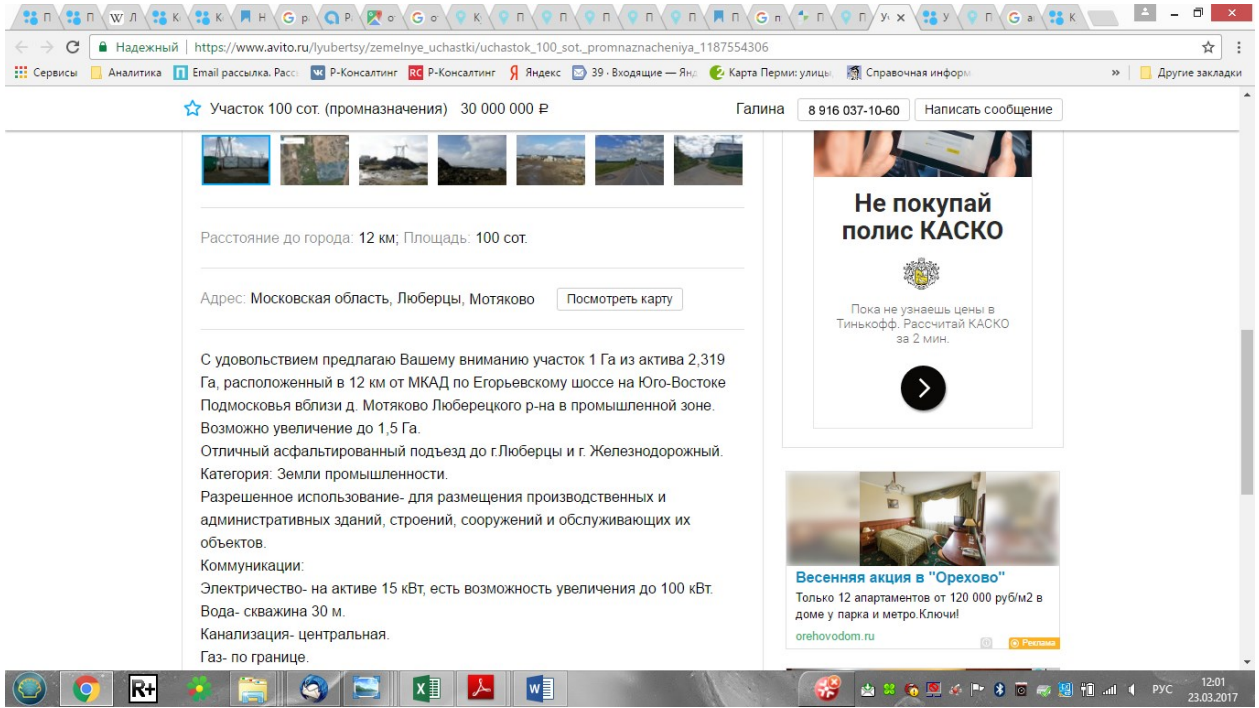 П П W Л К К Н G р Р о G о К П П П П П G п П П У У П G а К
Надежный | https://www.avito.ru/lyubertsy/zemelnye_uchastki/uchastok_100_sot._promnaznacheniya_1187554306
Сервисы Аналитика Email рассылка. Расс Р-Консалтинг Р-Консалтинг Яндекс 39 · Входящие — Янд Карта Перми: улицы, Справочная информ » Другие закладки
Участок 100 сот. (промназначения) 30 000 000 ₽ Галина 8 916 037-10-60 Написать сообщение
Расстояние до города: 12 км; Площадь: 100 сот.
Адрес: Московская область, Люберцы, Мотяково Посмотреть карту
С удовольствием предлагаю Вашему вниманию участок 1 Га из актива 2,319
Га, расположенный в 12 км от МКАД по Егорьевскому шоссе на Юго-Востоке
Подмосковья вблизи д. Мотяково Люберецкого р-на в промышленной зоне.
Возможно увеличение до 1,5 Га.
Отличный асфальтированный подъезд до г.Люберцы и г. Железнодорожный.
Категория: Земли промышленности.
Разрешенное использование- для размещения производственных и
административных зданий, строений, сооружений и обслуживающих их
объектов.
Коммуникации:
Электричество- на активе 15 кВт, есть возможность увеличения до 100 кВт.
Вода- скважина 30 м.
Канализация- центральная.
Газ- по границе.
Не покупай
полис КАСКО
Пока не узнаешь цены в
Тинькофф. Рассчитай КАСКО
за 2 мин.
Весенняя акция в "Орехово"
Только 12 апартаментов от 120 000 руб/м2 в
доме у парка и метро.Ключи!
orehovodom.ru
Реклама
R+ РУС 12:01
23.03.2017